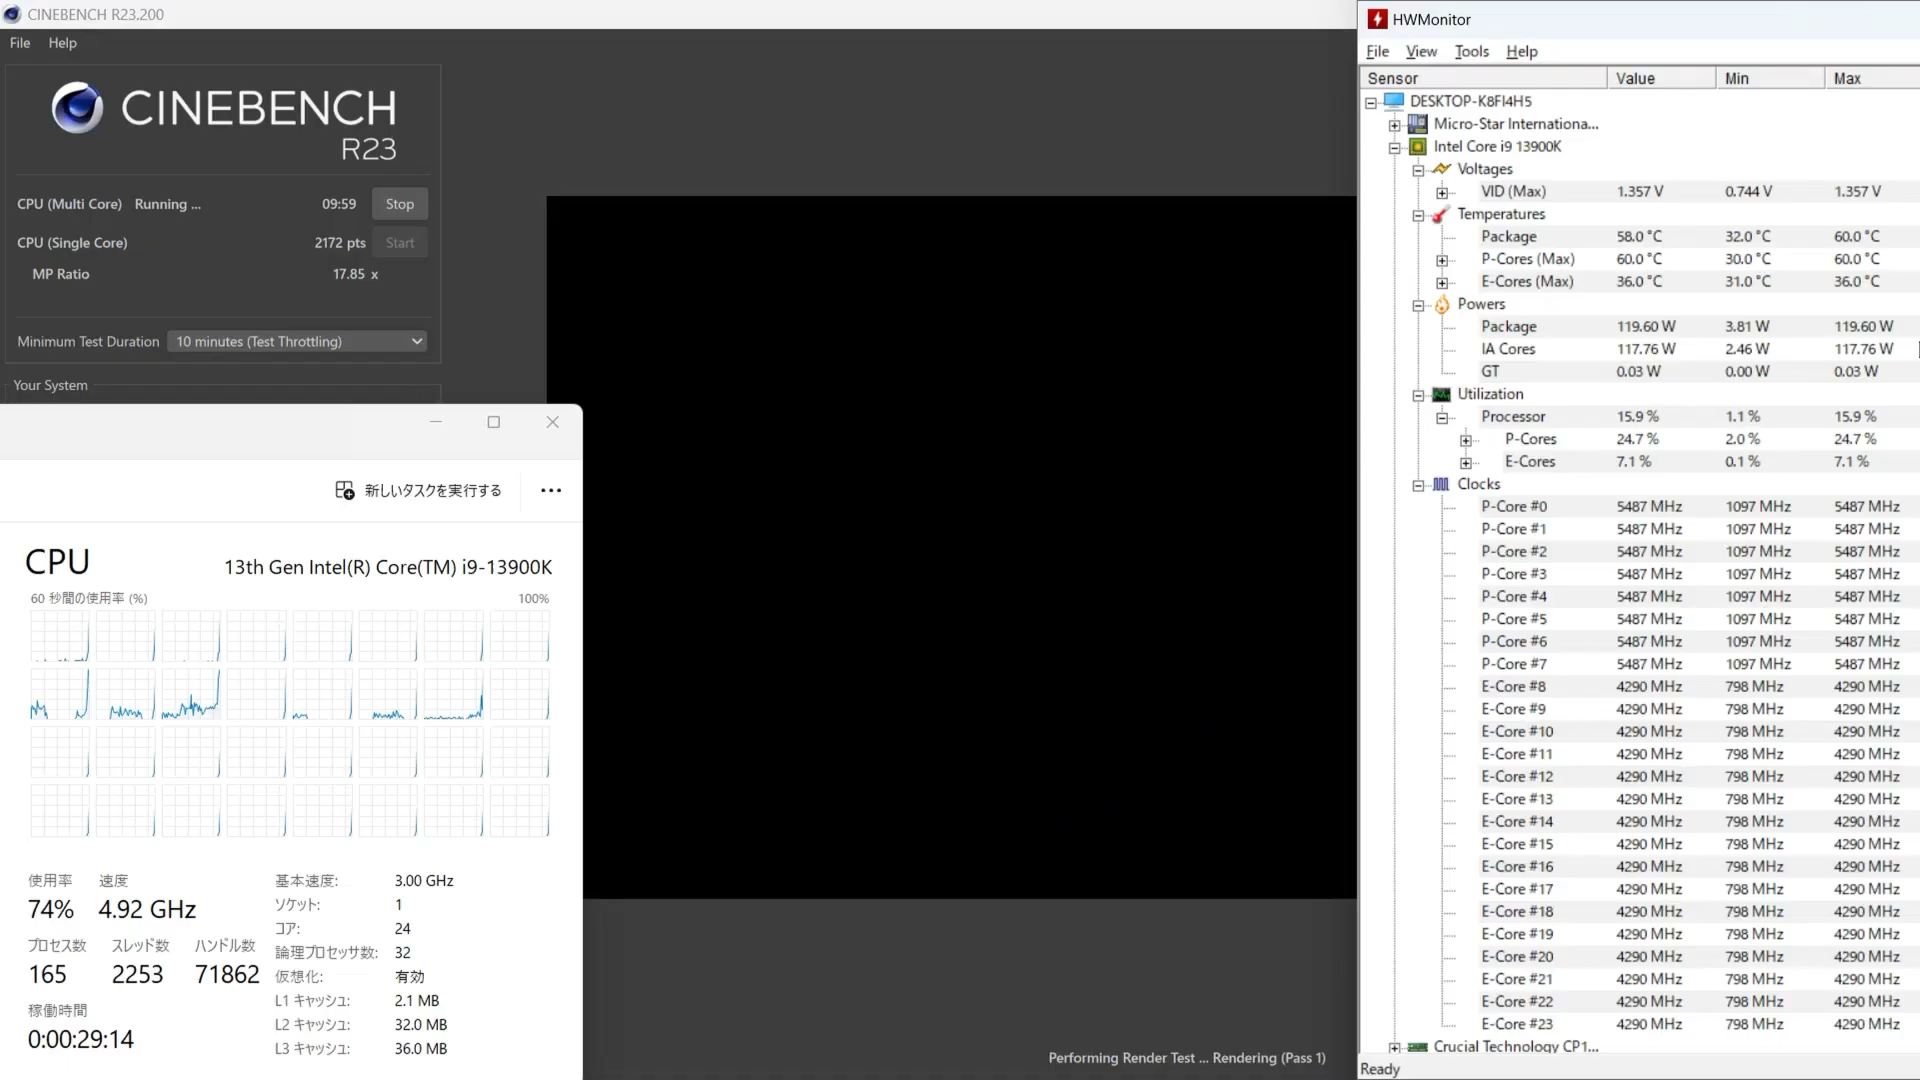 CINEBENCH R23.200
File Help
CINEBENCH
R23
CPU (Multi Core) Running ... 09:59 Stop
CPU (Single Core) 2172 pts Start
MP Ratio 17.85 x
Minimum Test Duration 10 minutes (Test Throttling)
Your System
新しいタスクを実行する
CPU 13th Gen Intel(R) Core(TM) i9-13900K
60 秒間の使用率 (%) 100%
使用率 速度
74% 4.92 GHz
プロセス数 スレッド数 ハンドル数
165 2253 71862
稼働時間
0:00:29:14
基本速度: 3.00 GHz
ソケット: 1
コア: 24
論理プロセッサ数: 32
仮想化: 有効
L1 キャッシュ: 2.1 MB
L2 キャッシュ: 32.0 MB
L3 キャッシュ: 36.0 MB
Performing Render Test ... Rendering (Pass 1)
HWMonitor
File View Tools Help
Sensor Value Min Max
DESKTOP-K8FI4H5
Micro-Star Internationa...
Intel Core i9 13900K
Voltages
VID (Max) 1.357 V 0.744 V 1.357 V
Temperatures
Package 58.0 °C 32.0 °C 60.0 °C
P-Cores (Max) 60.0 °C 30.0 °C 60.0 °C
E-Cores (Max) 36.0 °C 31.0 °C 36.0 °C
Powers
Package 119.60 W 3.81 W 119.60 W
IA Cores 117.76 W 2.46 W 117.76 W
GT 0.03 W 0.00 W 0.03 W
Utilization
Processor 15.9 % 1.1 % 15.9 %
P-Cores 24.7 % 2.0 % 24.7 %
E-Cores 7.1 % 0.1 % 7.1 %
Clocks
P-Core #0 5487 MHz 1097 MHz 5487 MHz
P-Core #1 5487 MHz 1097 MHz 5487 MHz
P-Core #2 5487 MHz 1097 MHz 5487 MHz
P-Core #3 5487 MHz 1097 MHz 5487 MHz
P-Core #4 5487 MHz 1097 MHz 5487 MHz
P-Core #5 5487 MHz 1097 MHz 5487 MHz
P-Core #6 5487 MHz 1097 MHz 5487 MHz
P-Core #7 5487 MHz 1097 MHz 5487 MHz
E-Core #8 4290 MHz 798 MHz 4290 MHz
E-Core #9 4290 MHz 798 MHz 4290 MHz
E-Core #10 4290 MHz 798 MHz 4290 MHz
E-Core #11 4290 MHz 798 MHz 4290 MHz
E-Core #12 4290 MHz 798 MHz 4290 MHz
E-Core #13 4290 MHz 798 MHz 4290 MHz
E-Core #14 4290 MHz 798 MHz 4290 MHz
E-Core #15 4290 MHz 798 MHz 4290 MHz
E-Core #16 4290 MHz 798 MHz 4290 MHz
E-Core #17 4290 MHz 798 MHz 4290 MHz
E-Core #18 4290 MHz 798 MHz 4290 MHz
E-Core #19 4290 MHz 798 MHz 4290 MHz
E-Core #20 4290 MHz 798 MHz 4290 MHz
E-Core #21 4290 MHz 798 MHz 4290 MHz
E-Core #22 4290 MHz 798 MHz 4290 MHz
E-Core #23 4290 MHz 798 MHz 4290 MHz
Crucial Technology CP1...
Ready